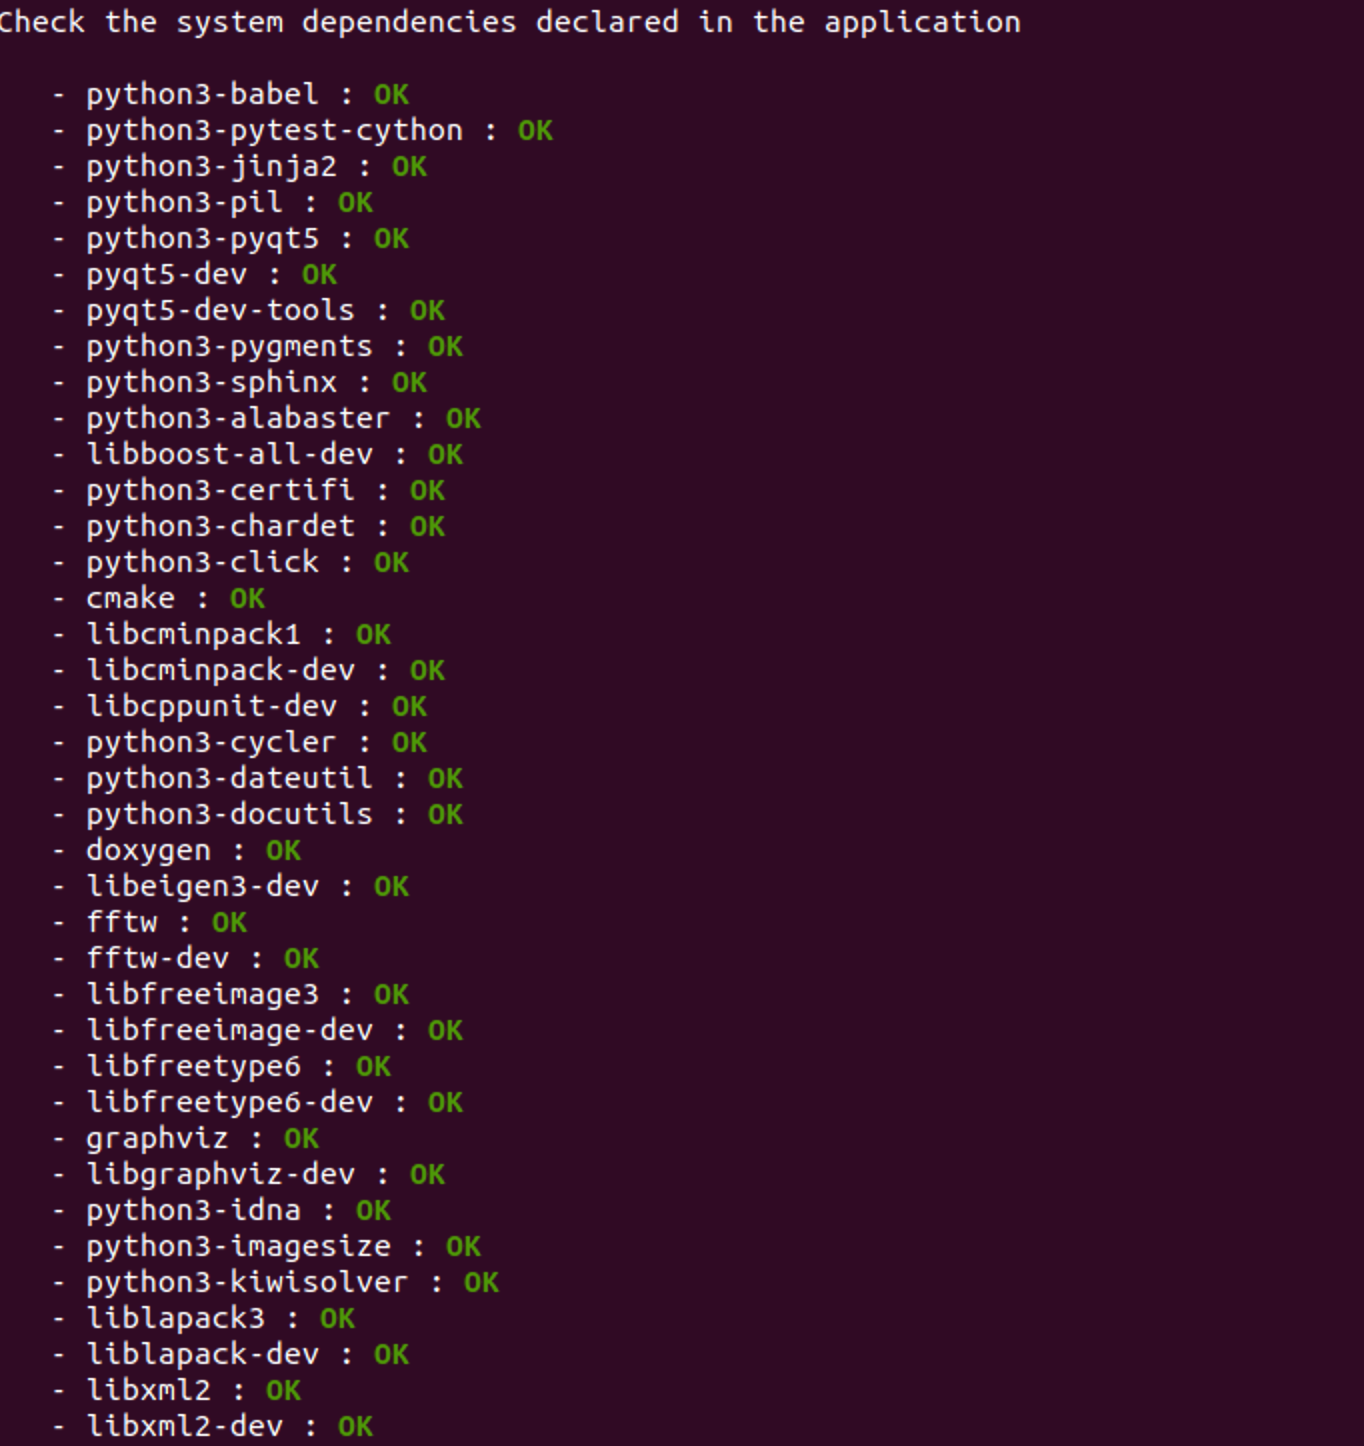 Check the system dependencies declared in the application
- python3-babel : OK
- python3-pytest-cython : OK
- python3-jinja2 : OK
- python3-pil : OK
- python3-pyqt5 : OK
- pyqt5-dev : OK
- pyqt5-dev-tools : OK
- python3-pygments : OK
- python3-sphinx : OK
- python3-alabaster : OK
- libboost-all-dev : OK
- python3-certifi : OK
- python3-chardet : OK
- python3-click : OK
- cmake : OK
- libcminpack1 : OK
- libcminpack-dev : OK
- libcppunit-dev : OK
- python3-cycler : OK
- python3-dateutil : OK
- python3-docutils : OK
- doxygen : OK
- libeigen3-dev : OK
- fftw : OK
- fftw-dev : OK
- libfreeimage3 : OK
- libfreeimage-dev : OK
- libfreetype6 : OK
- libfreetype6-dev : OK
- graphviz : OK
- libgraphviz-dev : OK
- python3-idna : OK
- python3-imagesize : OK
- python3-kiwisolver : OK
- liblapack3 : OK
- liblapack-dev : OK
- libxml2 : OK
- libxml2-dev : OK